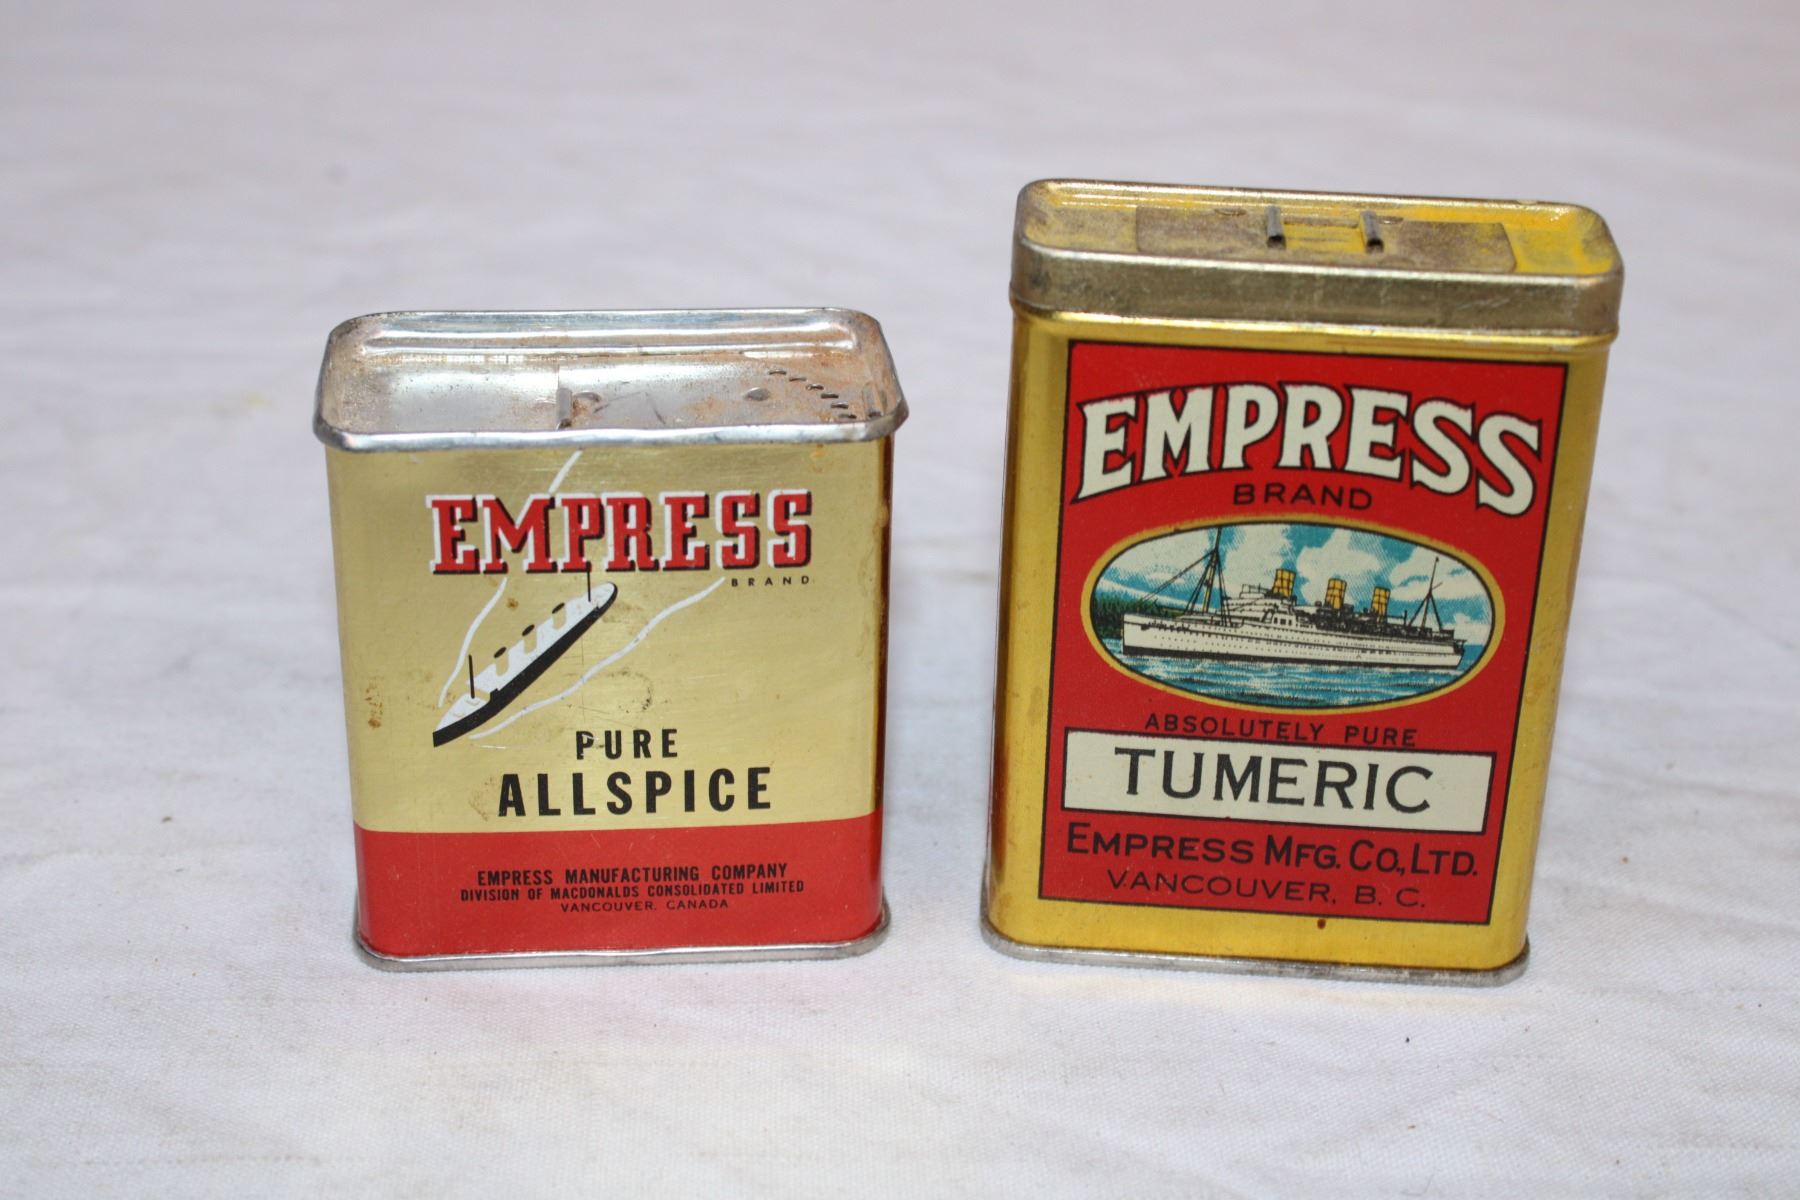 EMPRESS
BRAND
PURE
ALLSPICE
EMPRESS MANUFACTURING COMPANY
DIVISION OF MACDONALDS CONSOLIDATED LIMITED
VANCOUVER, CANADA
EMPRESS
BRAND
ABSOLUTELY PURE
TUMERIC
EMPRESS MFG. CO., LTD.
VANCOUVER, B. C.